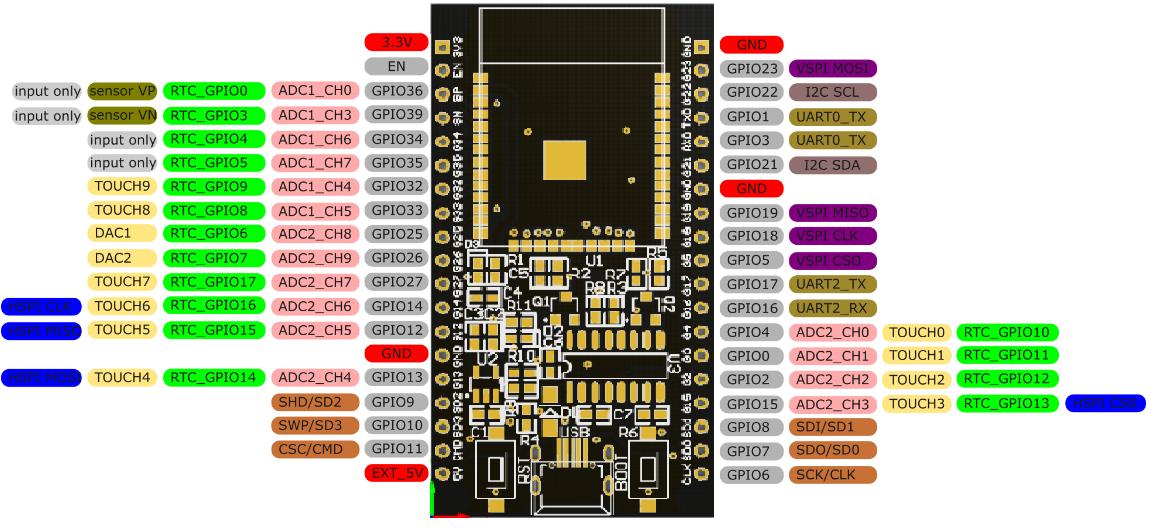 3.3V GND
EN GPIO23 VSPI MOSI
input only sensor VP RTC_GPIO0 ADC1_CH0 GPIO36 GPIO22 I2C SCL
input only sensor VN RTC_GPIO3 ADC1_CH3 GPIO39 GPIO1 UART0_TX
input only RTC_GPIO4 ADC1_CH6 GPIO34 GPIO3 UART0_TX
input only RTC_GPIO5 ADC1_CH7 GPIO35 GPIO21 I2C SDA
TOUCH9 RTC_GPIO9 ADC1_CH4 GPIO32 GND
TOUCH8 RTC_GPIO8 ADC1_CH5 GPIO33 GPIO19 VSPI MISO
DAC1 RTC_GPIO6 ADC2_CH8 GPIO25 GPIO18 VSPI CLK
DAC2 RTC_GPIO7 ADC2_CH9 GPIO26 GPIO5 VSPI CSO
TOUCH7 RTC_GPIO17 ADC2_CH7 GPIO27 GPIO17 UART2_TX
HSPI CLK TOUCH6 RTC_GPIO16 ADC2_CH6 GPIO14 GPIO16 UART2_RX
HSPI MISO TOUCH5 RTC_GPIO15 ADC2_CH5 GPIO12 GPIO4 ADC2_CH0 TOUCH0 RTC_GPIO10
GND GPIO0 ADC2_CH1 TOUCH1 RTC_GPIO11
TOUCH4 RTC_GPIO14 ADC2_CH4 GPIO13 GPIO2 ADC2_CH2 TOUCH2 RTC_GPIO12
SHD/SD2 GPIO9 GPIO15 ADC2_CH3 TOUCH3 RTC_GPIO13
SWP/SD3 GPIO10 GPIO8 SDI/SD1
CSC/CMD GPIO11 GPIO7 SDO/SD0
EXT_5V GPIO6 SCK/CLK
3V3 GND
EN G23
SP G22
SN TXD
G34 RXD
G35 G21
G32 GND
G33 G19
G25 G18
G26 G5
G27 G17
G14 G16
G12 G4
GND G0
G13 G2
SD2 G15
SD3 SD1
CMD SD0
5V CLK
D3 R1 U1 R5
C5 R2 R7
C4 R8 R3
R11 Q1 Q2
C3 C2
U2 R10 U3
R9 D1 C7
C1 R4 USB R6
RST BOOT